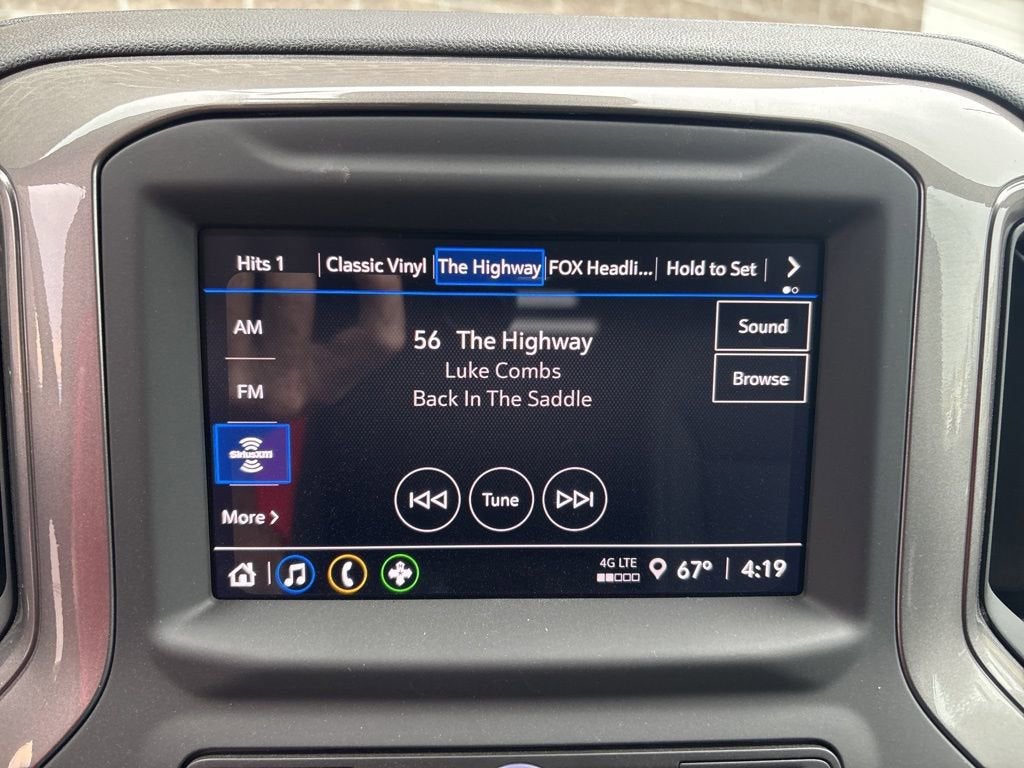 Hits 1 Classic Vinyl The Highway FOX Headli... Hold to Set
AM
56 The Highway
Sound
Luke Combs
FM
Back In The Saddle
Browse
SiriusXM
Tune
More
4G LTE
67° 4:19